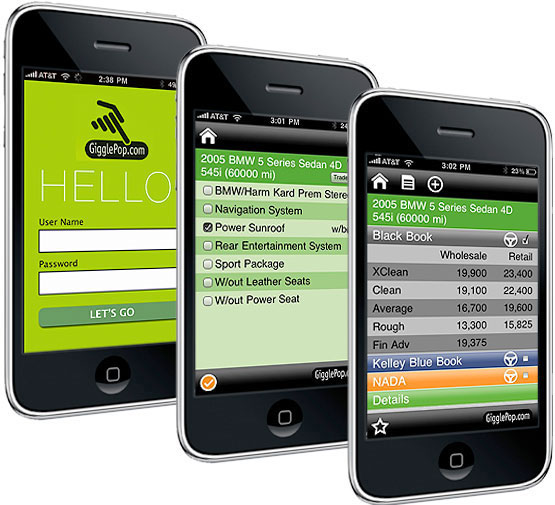 AT&T 2:38 PM 49
GigglePop.com
HELLO
User Name
Password
LET'S GO
AT&T 3:01 PM 24
2005 BMW 5 Series Sedan 4D
545i (60000 mi) Trade
BMW/Harm Kard Prem Stere
Navigation System
Power Sunroof w/b
Rear Entertainment System
Sport Package
W/out Leather Seats
W/out Power Seat
GigglePop.co
AT&T 3:02 PM 23%
2005 BMW 5 Series Sedan 4D
545i (60000 mi)
Black Book
Wholesale Retail
XClean 19,900 23,400
Clean 19,100 22,400
Average 16,700 19,600
Rough 13,300 15,825
Fin Adv 19,375
Kelley Blue Book
NADA
Details
GigglePop.com